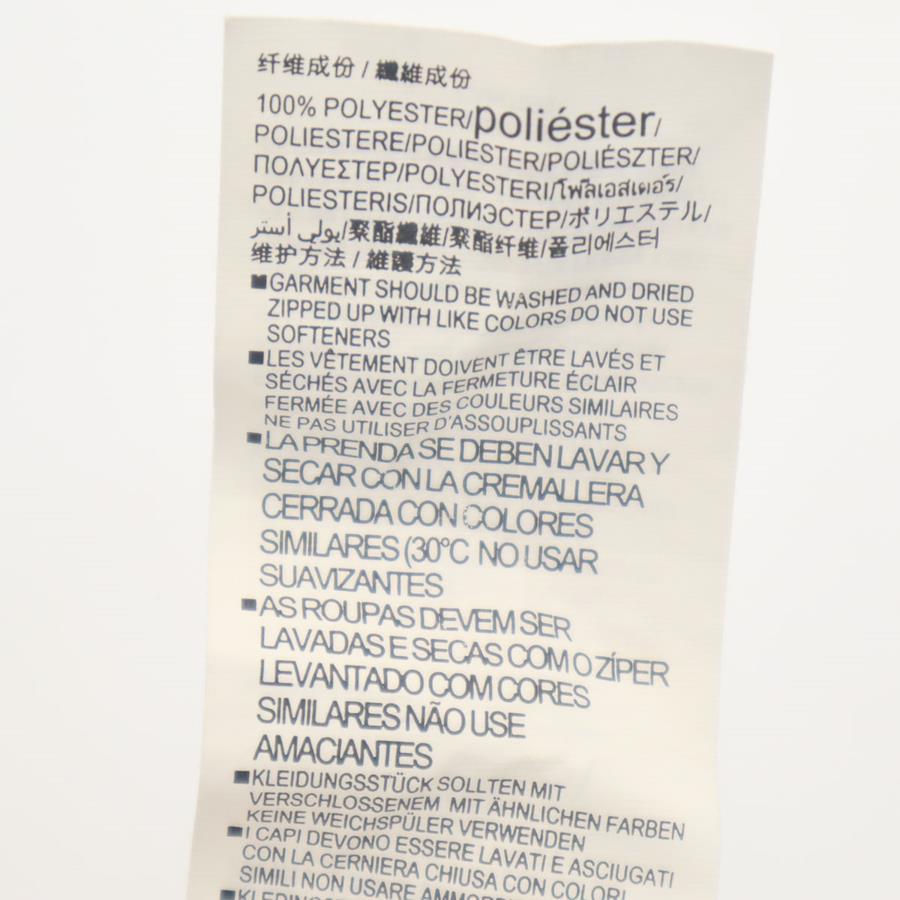 纤维成份 / 纖維成份
100% POLYESTER/poliéster/
POLIESTERE/POLIESTER/POLIÉSZTER/
ΠΟΛΥΕΣΤΕΡ/POLYESTERI/โพลีเอสเตอร์/
POLIESTERIS/ПОЛИЭСТЕР/ポリエステル/
بولي أستر/聚酯纖維/聚酯纤维/폴리에스터
维护方法 / 維護方法
■GARMENT SHOULD BE WASHED AND DRIED
ZIPPED UP WITH LIKE COLORS DO NOT USE
SOFTENERS
■LES VÊTEMENT DOIVENT ÊTRE LAVÉS ET
SÉCHÉS AVEC LA FERMETURE ÉCLAIR
FERMÉE AVEC DES COULEURS SIMILAIRES
NE PAS UTILISER D'ASSOUPLISSANTS
■LA PRENDA SE DEBEN LAVAR Y
SECAR CON LA CREMALLERA
CERRADA CON COLORES
SIMILARES (30°C NO USAR
SUAVIZANTES
■AS ROUPAS DEVEM SER
LAVADAS E SECAS COM O ZÍPER
LEVANTADO COM CORES
SIMILARES NÃO USE
AMACIANTES
■KLEIDUNGSSTÜCK SOLLTEN MIT
VERSCHLOSSENEM MIT ÄHNLICHEN FARBEN
KEINE WEICHSPÜLER VERWENDEN
■I CAPI DEVONO ESSERE LAVATI E ASCIUGATI
CON LA CERNIERA CHIUSA CON COLORI
SIMILI NON USARE